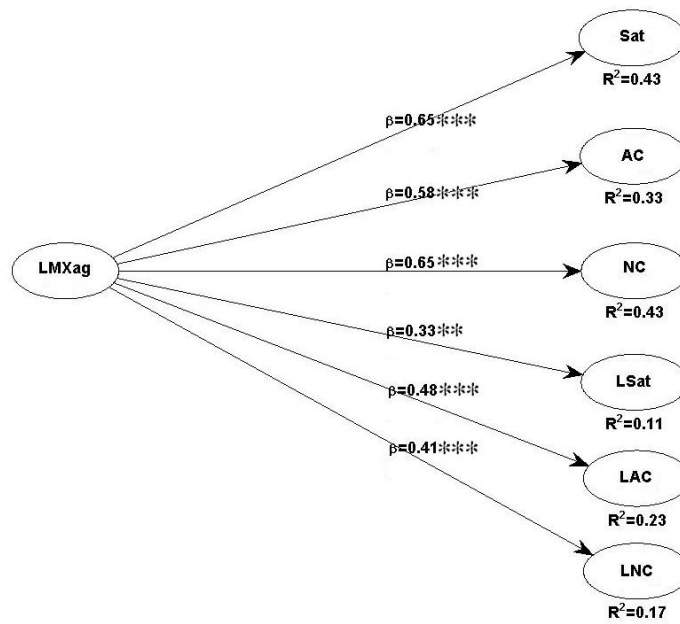 Sat
R²=0.43
β=0.65***
AC
β=0.58***
R²=0.33
LMXag
β=0.65***
NC
R²=0.43
β=0.33**
LSat
β=0.48***
R²=0.11
β=0.41***
LAC
R²=0.23
LNC
R²=0.17